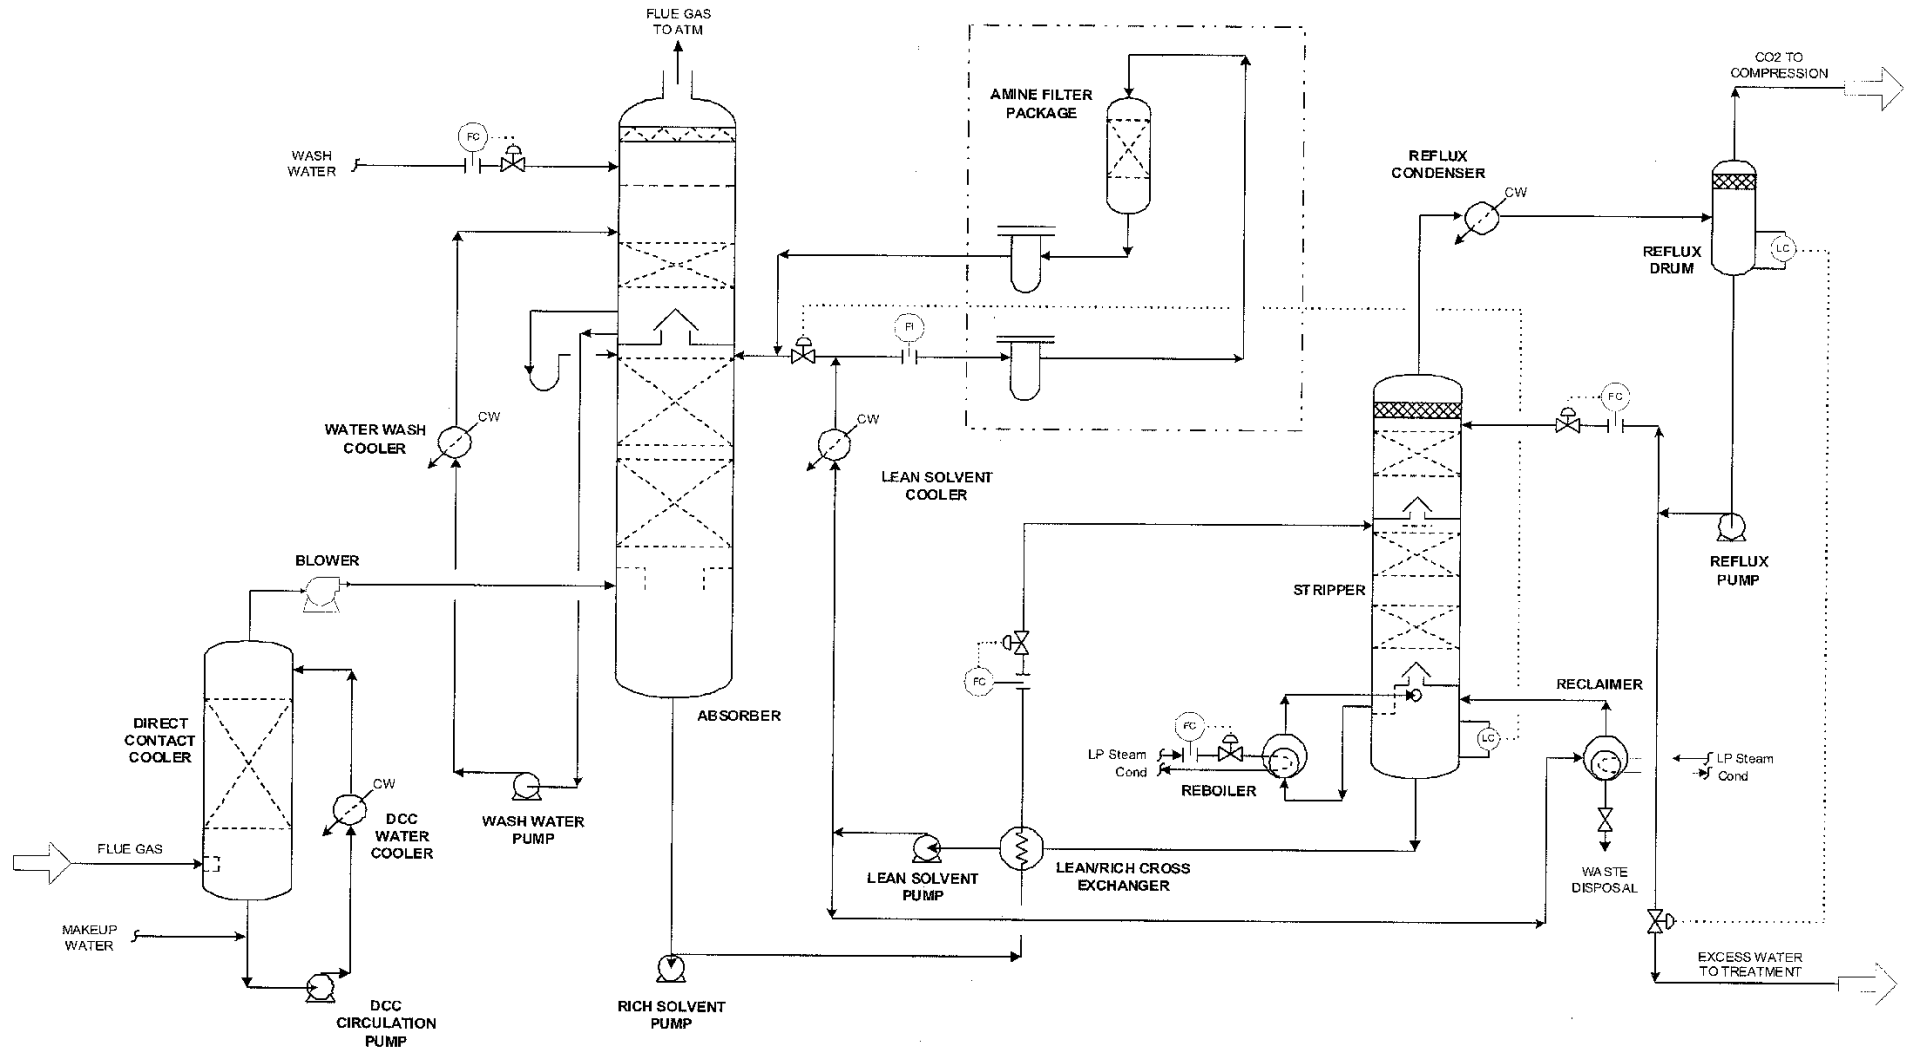 FLUE GAS
TO ATM
CO2 TO
COMPRESSION
AMINE FILTER
PACKAGE
FC
WASH
WATER
REFLUX
CONDENSER
CW
LC
REFLUX
DRUM
FI
CW
WATER WASH
COOLER
CW
LEAN SOLVENT
COOLER
FC
BLOWER
REFLUX
PUMP
STRIPPER
FC
RECLAIMER
ABSORBER
DIRECT
CONTACT
COOLER
FC
LC
LP Steam
Cond
REBOILER
LP Steam
Cond
CW
DCC
WATER
COOLER
WASH WATER
PUMP
FLUE GAS
LEAN SOLVENT
PUMP
LEAN/RICH CROSS
EXCHANGER
WASTE
DISPOSAL
MAKEUP
WATER
EXCESS WATER
TO TREATMENT
RICH SOLVENT
PUMP
DCC
CIRCULATION
PUMP